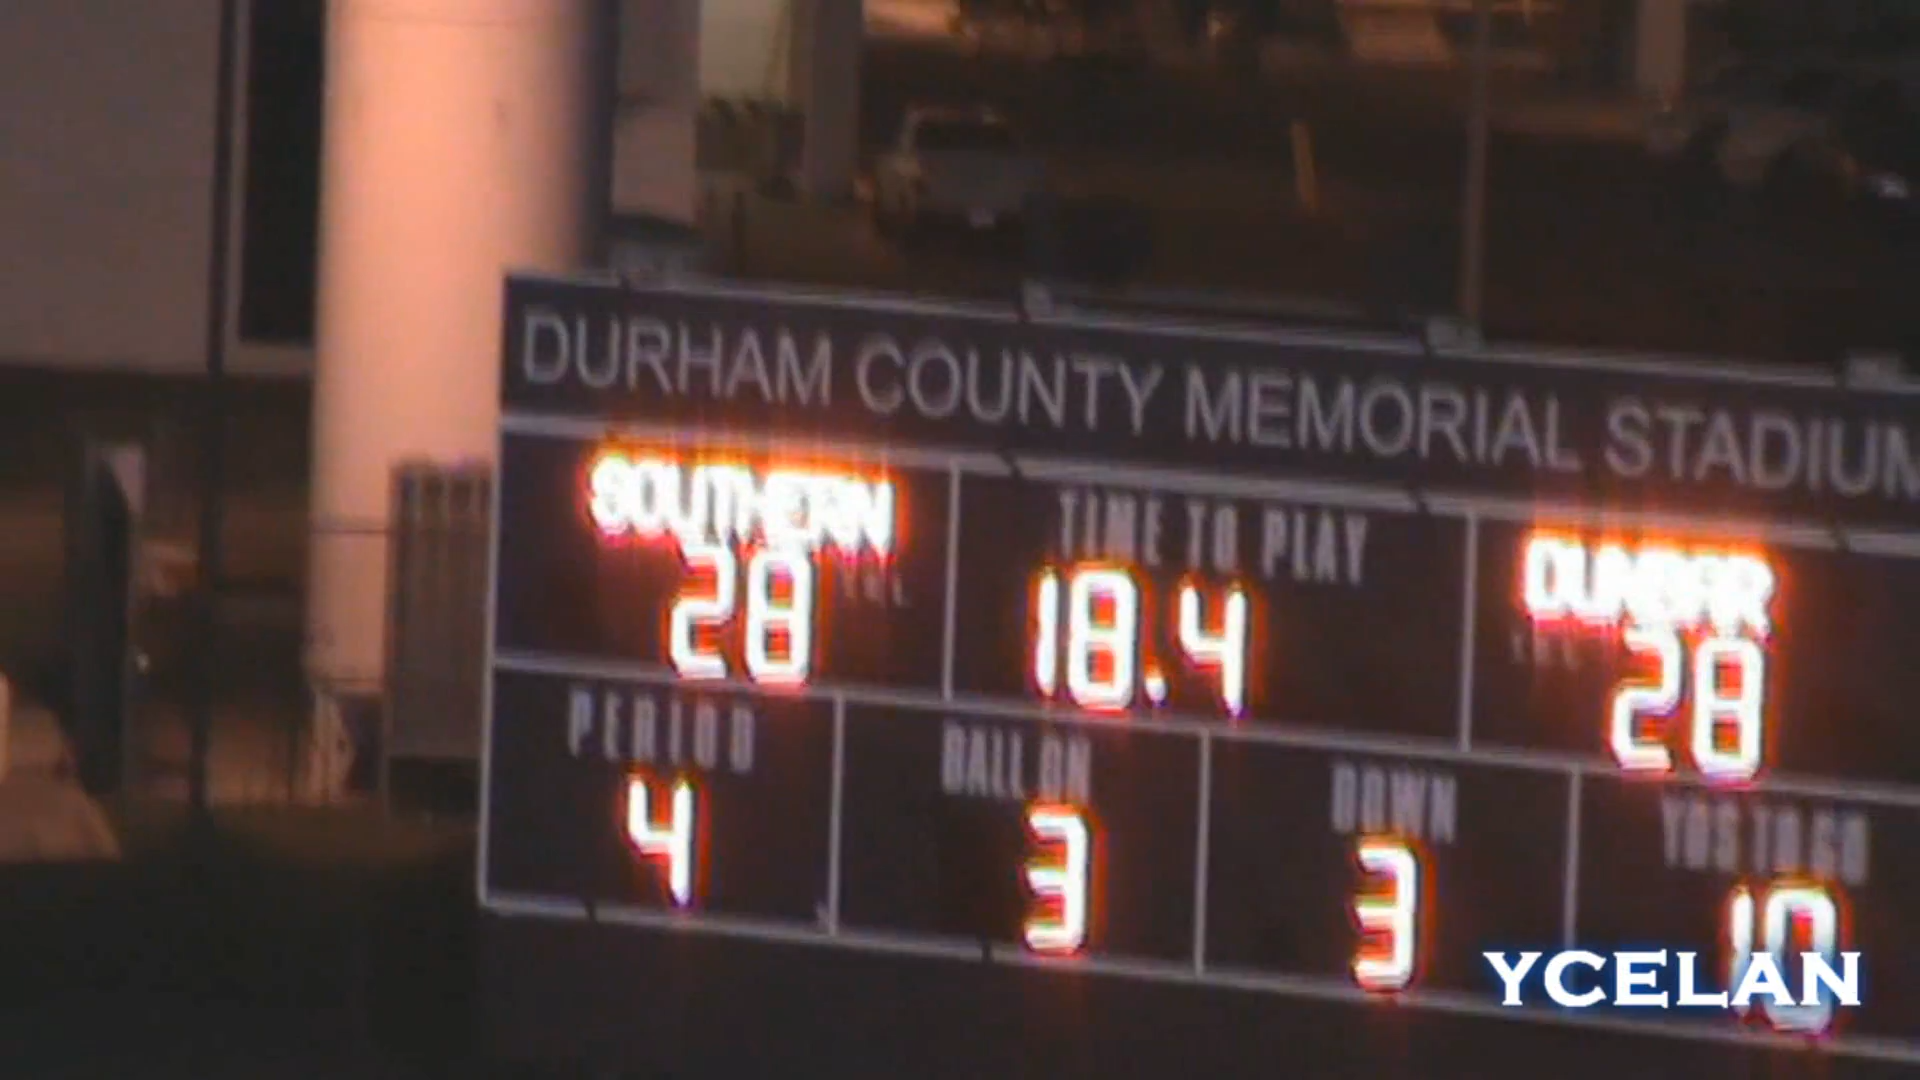 DURHAM COUNTY MEMORIAL STADIUM
SOUTHERN
28
TIME TO PLAY
18.4
DUNBAR
28
PERIOD
4
BALL ON
3
DOWN
3
YDS TO GO
10
YCELAN